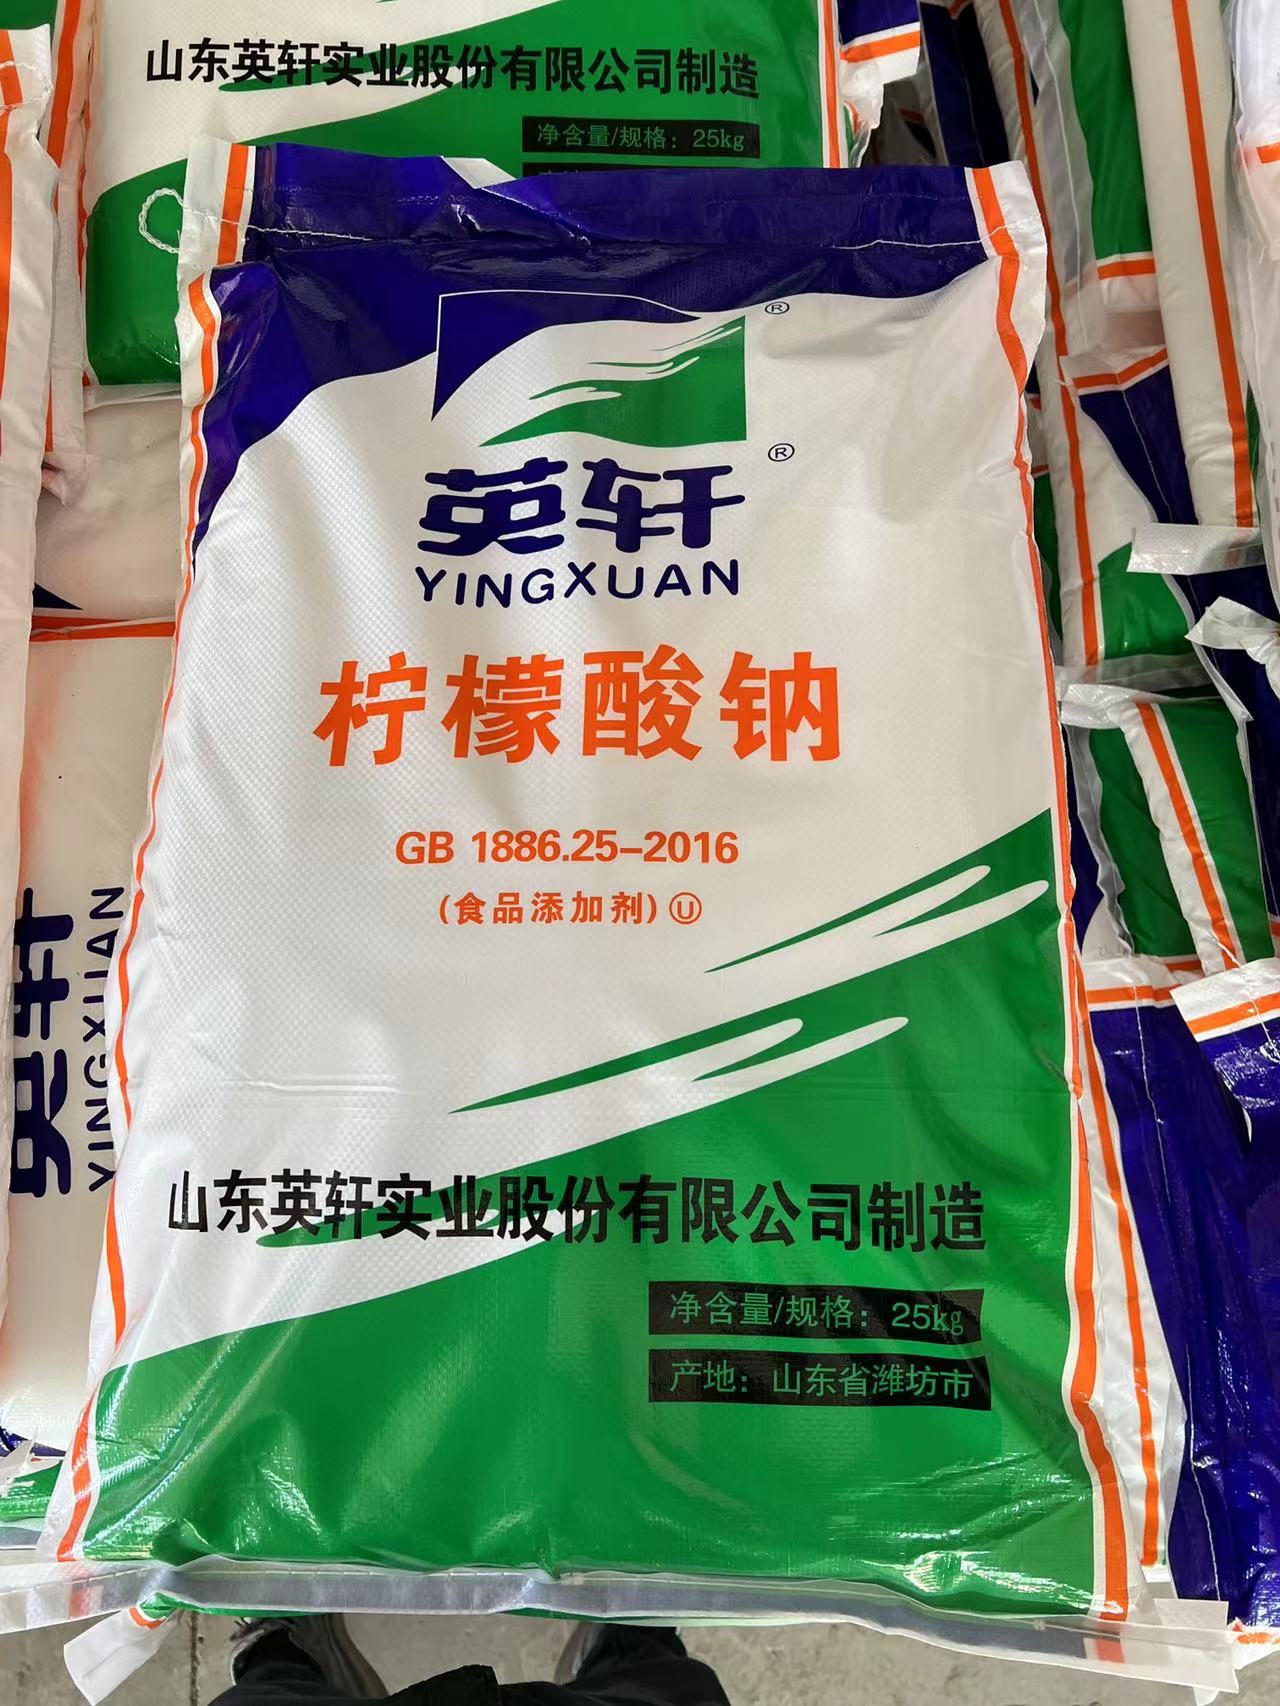 山东英轩实业股份有限公司制造
净含量/规格：25kg
®
英轩®
YINGXUAN
柠檬酸钠
GB 1886.25-2016
(食品添加剂)Ⓤ
山东英轩实业股份有限公司制造
净含量/规格：25kg
产地：山东省潍坊市
英轩
YINGXUAN